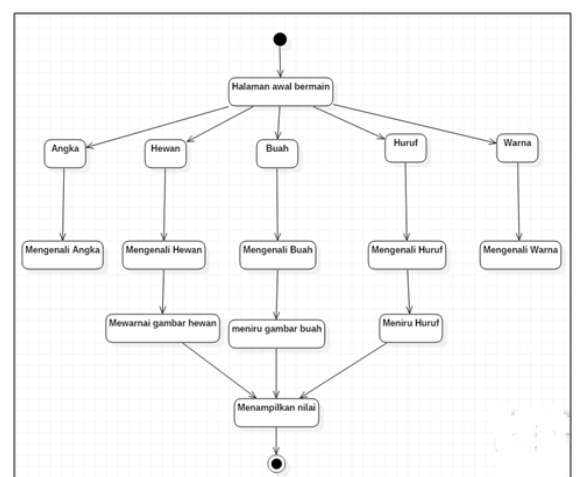 Halaman awal bermain
Angka
Hewan
Buah
Huruf
Warna
Mengenali Angka
Mengenali Hewan
Mengenali Buah
Mengenali Huruf
Mengenali Warna
Mewarnai gambar hewan
meniru gambar buah
Meniru Huruf
Menampilkan nilai